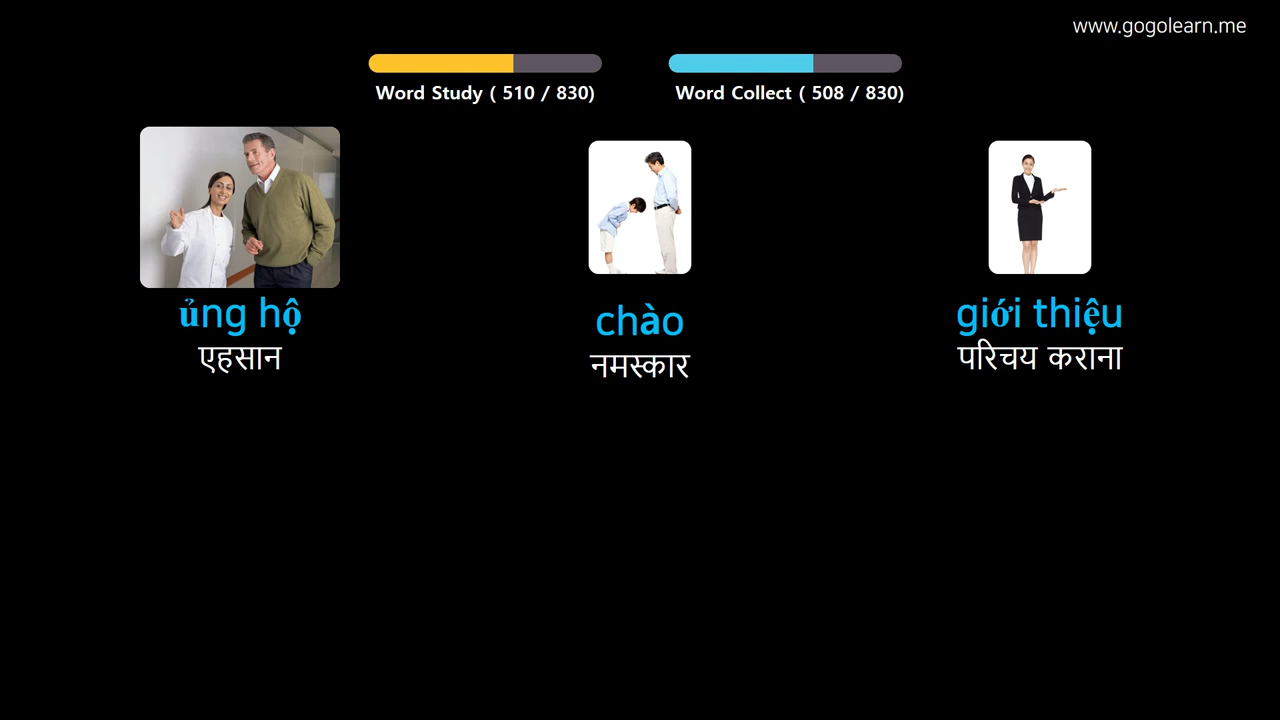 www.gogolearn.me
Word Study ( 510 / 830)
Word Collect ( 508 / 830)
ủng hộ
एहसान
chào
नमस्कार
giới thiệu
परिचय कराना